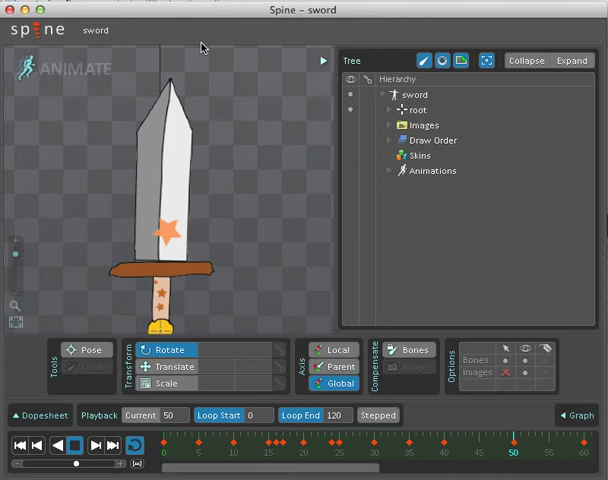 Spine - sword
spine sword
ANIMATE
Tree Collapse Expand
Hierarchy
sword
root
Images
Draw Order
Skins
Animations
Tools
Pose
Create
Transform
Rotate
Translate
Scale
Axis
Local
Parent
Global
Compensate
Bones
Images
Options
Bones
Images
Dopesheet Playback Current 50 Loop Start 0 Loop End 120 Stepped Graph
0 5 10 15 20 25 30 35 40 50 60